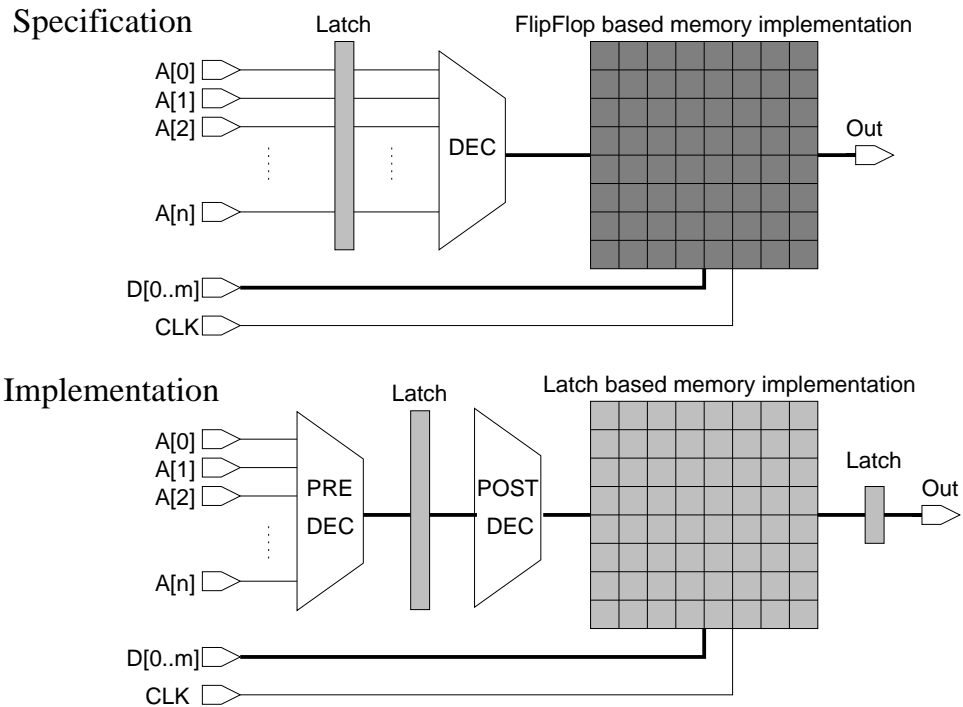 Specification
Latch
FlipFlop based memory implementation
A[0]
A[1]
A[2]
A[n]
DEC
Out
D[0..m]
CLK
Implementation
Latch
Latch based memory implementation
A[0]
A[1]
A[2]
A[n]
PRE
DEC
POST
DEC
Latch
Out
D[0..m]
CLK